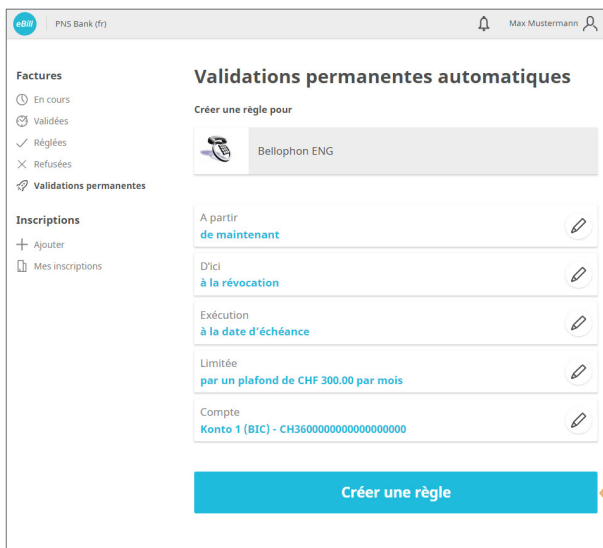 eBill
PNS Bank (fr)
Max Mustermann
Factures
En cours
Validées
Réglées
Refusées
Validations permanentes
Inscriptions
Ajouter
Mes inscriptions
Validations permanentes automatiques
Créer une règle pour
Bellophon ENG
A partir
de maintenant
D'ici
à la révocation
Exécution
à la date d'échéance
Limitée
par un plafond de CHF 300.00 par mois
Compte
Konto 1 (BIC) - CH3600000000000000000
Créer une règle